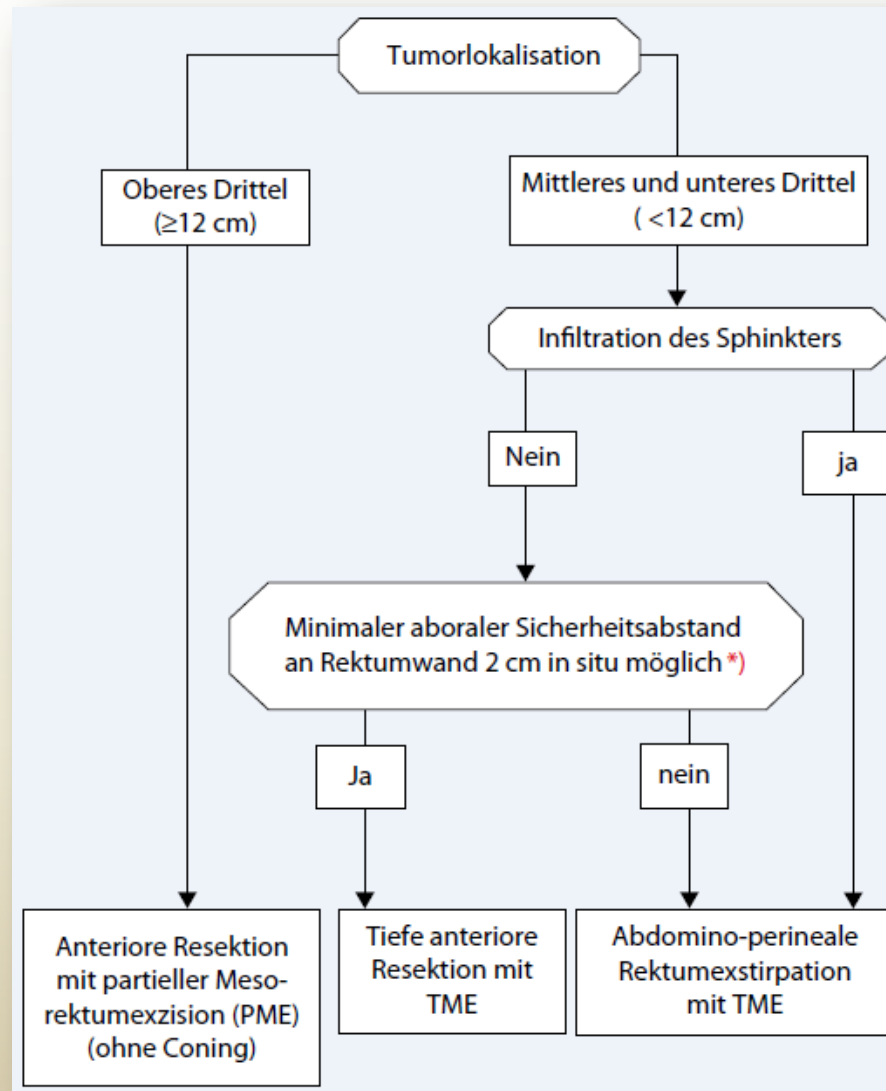 Tumorlokalisation
Oberes Drittel
(≥12 cm)
Mittleres und unteres Drittel
( <12 cm)
Infiltration des Sphinkters
Nein
ja
Minimaler aboraler Sicherheitsabstand
an Rektumwand 2 cm in situ möglich *)
Ja
nein
Anteriore Resektion
mit partieller Meso-
rektumexzision (PME)
(ohne Coning)
Tiefe anteriore
Resektion mit
TME
Abdomino-perineale
Rektumexstirpation
mit TME